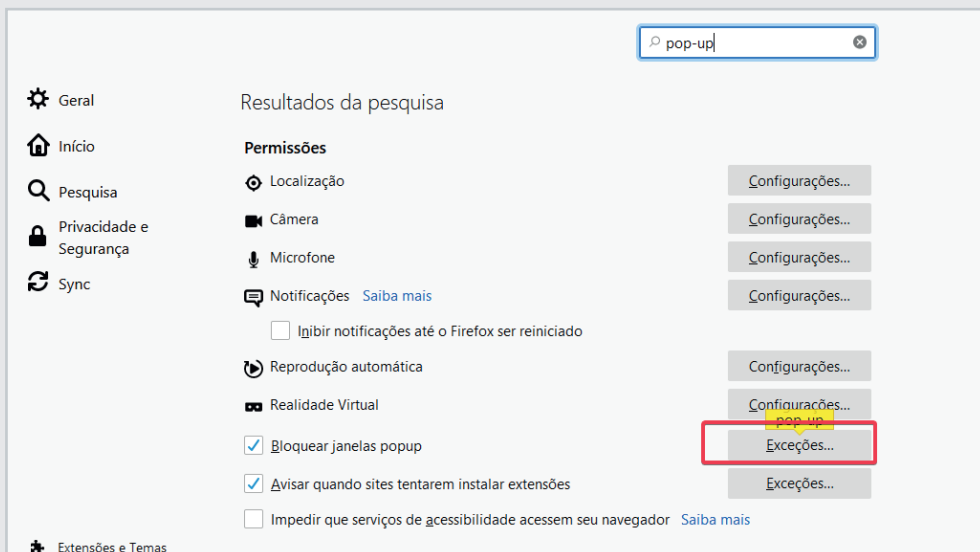 pop-up
Geral
Início
Pesquisa
Privacidade e
Segurança
Sync
Extensões e Temas
Resultados da pesquisa
Permissões
Localização Configurações...
Câmera Configurações...
Microfone Configurações...
Notificações Saiba mais Configurações...
Inibir notificações até o Firefox ser reiniciado
Reprodução automática Configurações...
Realidade Virtual Configurações...
pop-up
Bloquear janelas popup Exceções...
Avisar quando sites tentarem instalar extensões Exceções...
Impedir que serviços de acessibilidade acessem seu navegador Saiba mais